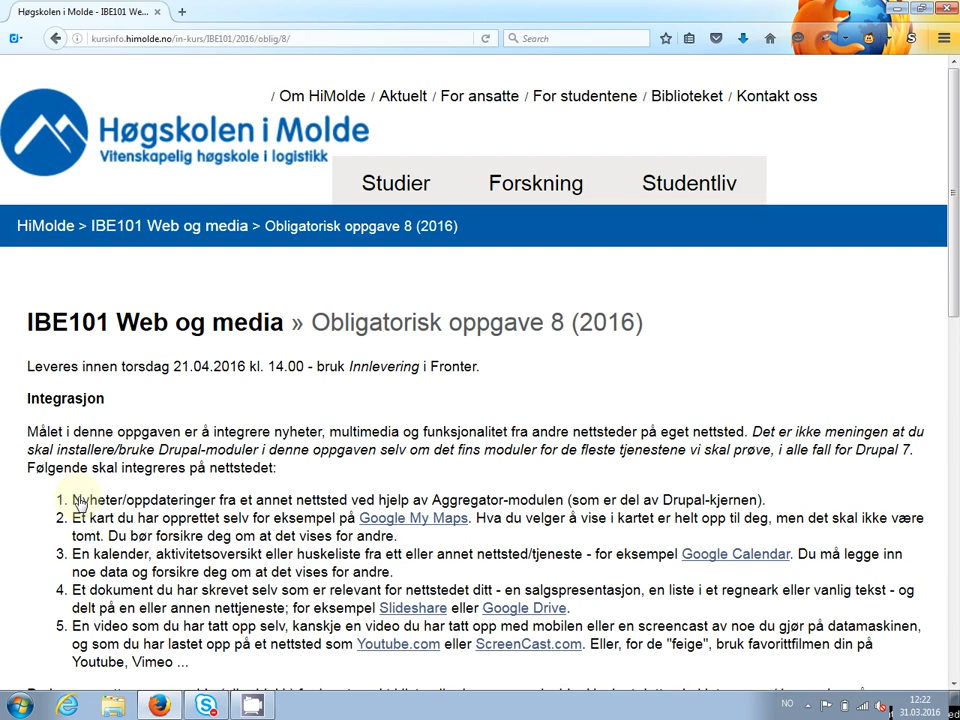 Høgskolen i Molde - IBE101 We...
kursinfo.himolde.no/in-kurs/IBE101/2016/oblig/8/
Search
/ Om HiMolde / Aktuelt / For ansatte / For studentene / Biblioteket / Kontakt oss
Høgskolen i Molde
Vitenskapelig høgskole i logistikk
Studier Forskning Studentliv
HiMolde > IBE101 Web og media > Obligatorisk oppgave 8 (2016)
IBE101 Web og media » Obligatorisk oppgave 8 (2016)
Leveres innen torsdag 21.04.2016 kl. 14.00 - bruk Innlevering i Fronter.
Integrasjon
Målet i denne oppgaven er å integrere nyheter, multimedia og funksjonalitet fra andre nettsteder på eget nettsted. Det er ikke meningen at du
skal installere/bruke Drupal-moduler i denne oppgaven selv om det fins moduler for de fleste tjenestene vi skal prøve, i alle fall for Drupal 7.
Følgende skal integreres på nettstedet:
1. Nyheter/oppdateringer fra et annet nettsted ved hjelp av Aggregator-modulen (som er del av Drupal-kjernen).
2. Et kart du har opprettet selv for eksempel på Google My Maps. Hva du velger å vise i kartet er helt opp til deg, men det skal ikke være
tomt. Du bør forsikre deg om at det vises for andre.
3. En kalender, aktivitetsoversikt eller huskeliste fra ett eller annet nettsted/tjeneste - for eksempel Google Calendar. Du må legge inn
noe data og forsikre deg om at det vises for andre.
4. Et dokument du har skrevet selv som er relevant for nettstedet ditt - en salgspresentasjon, en liste i et regneark eller vanlig tekst - og
delt på en eller annen nettjeneste; for eksempel Slideshare eller Google Drive.
5. En video som du har tatt opp selv, kanskje en video du har tatt opp med mobilen eller en screencast av noe du gjør på datamaskinen,
og som du har lastet opp på et nettsted som Youtube.com eller ScreenCast.com. Eller, for de "feige", bruk favorittfilmen din på
Youtube, Vimeo ...
NO
12:22
31.03.2016